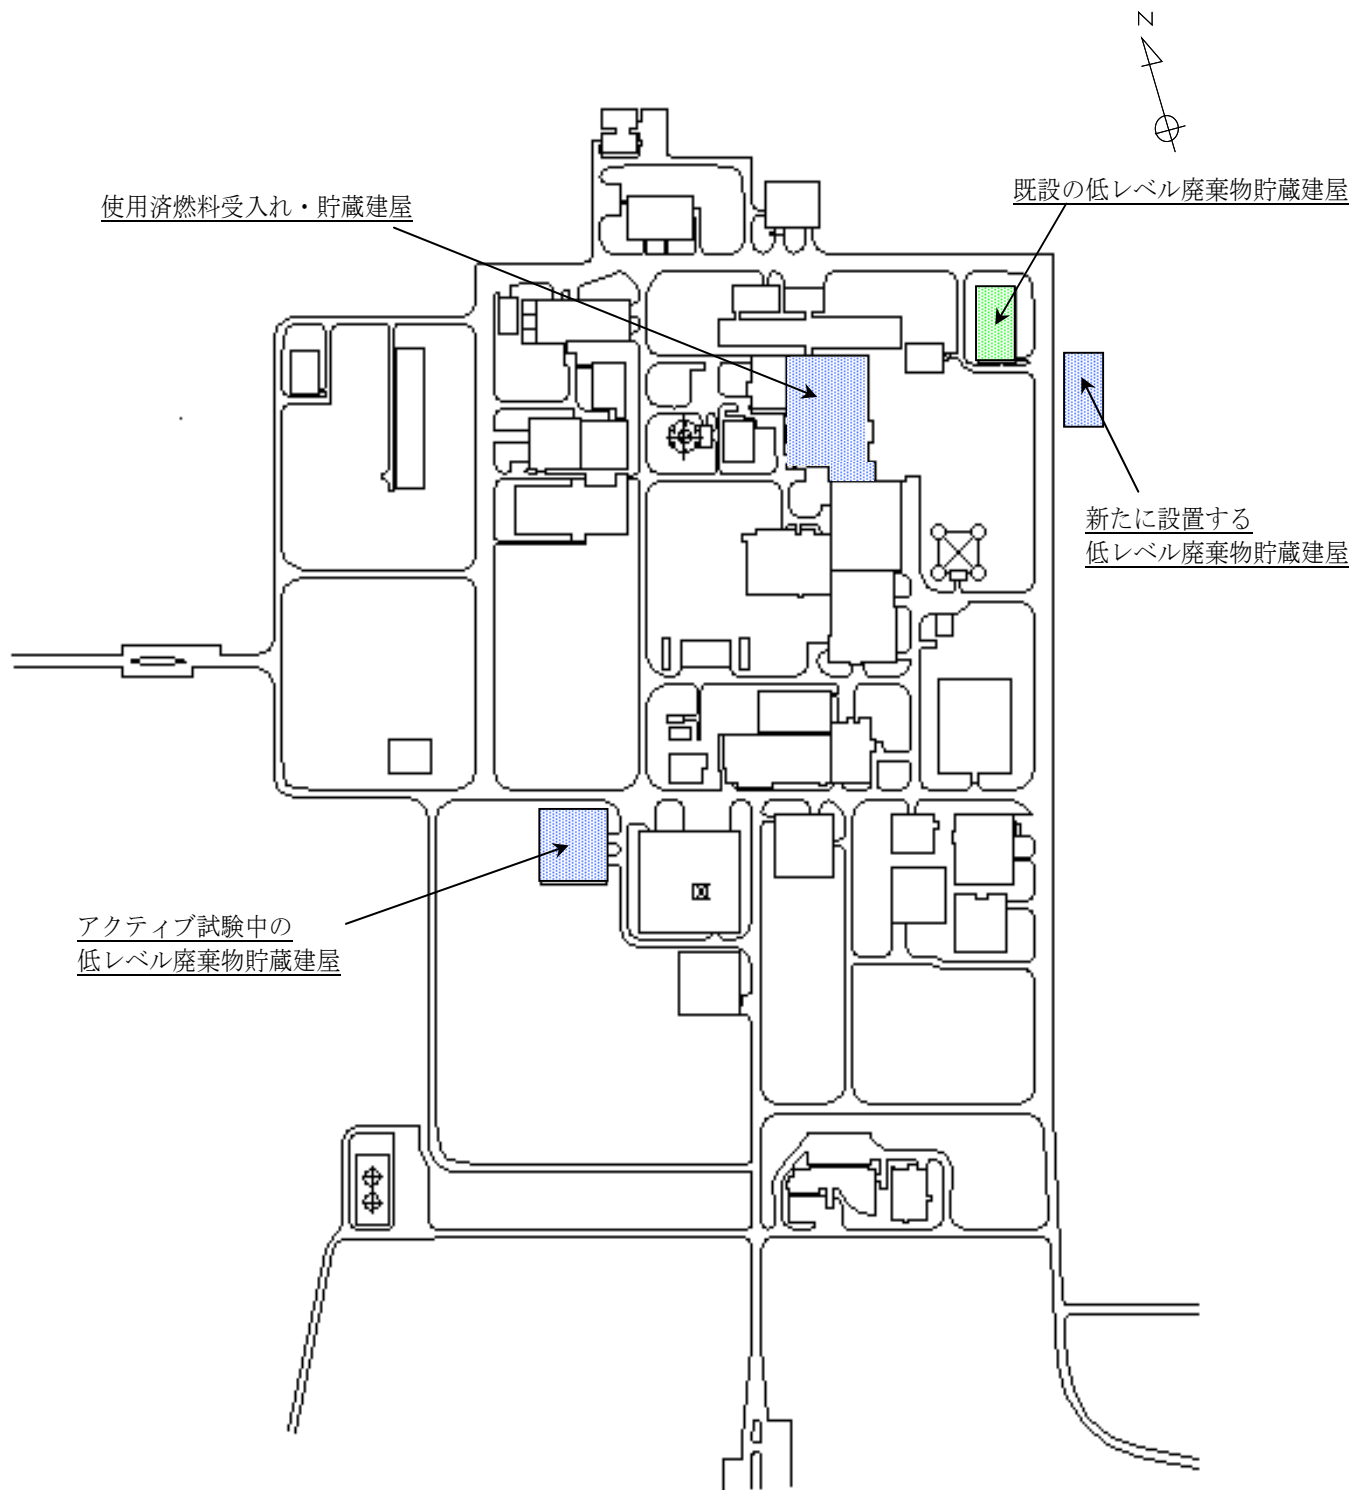 N
使用済燃料受入れ・貯蔵建屋
既設の低レベル廃棄物貯蔵建屋
新たに設置する
低レベル廃棄物貯蔵建屋
アクティブ試験中の
低レベル廃棄物貯蔵建屋